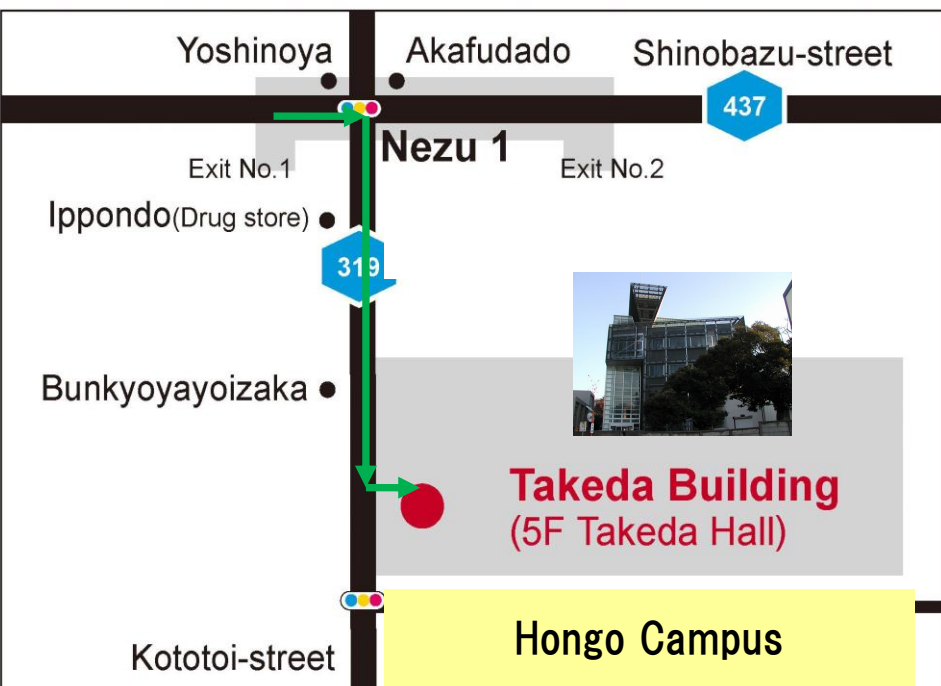 Yoshinoya
Akafudado
Shinobazu-street
437
Nezu 1
Exit No.1
Exit No.2
Ippondo(Drug store)
319
Bunkyoyayoizaka
Takeda Building
(5F Takeda Hall)
Hongo Campus
Kototoi-street